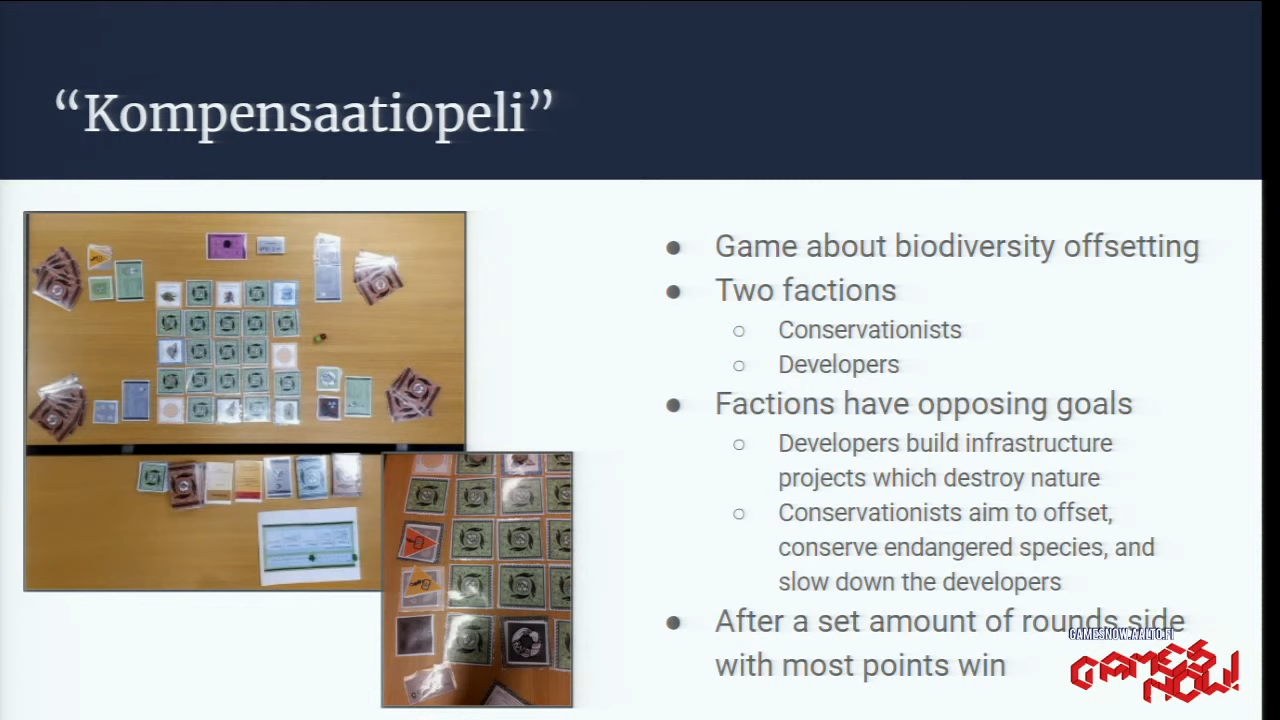 “Kompensaatiopeli”
● Game about biodiversity offsetting
● Two factions
○ Conservationists
○ Developers
● Factions have opposing goals
○ Developers build infrastructure
projects which destroy nature
○ Conservationists aim to offset,
conserve endangered species, and
slow down the developers
● After a set amount of rounds side
with most points win
GAMESNOW.AALTO.FI
GAMES
NOW!